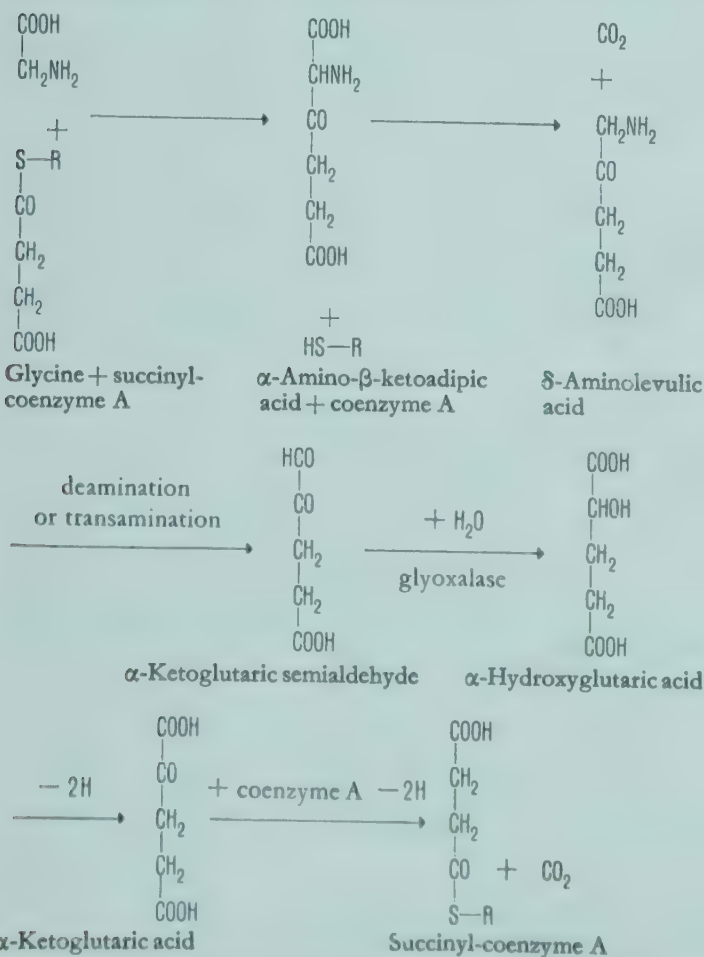 COOH
CH₂NH₂
+
S—R
CO
CH₂
CH₂
COOH
Glycine + succinyl-
coenzyme A
COOH
CHNH₂
CO
CH₂
CH₂
COOH
+
HS—R
α-Amino-β-ketoadipic
acid + coenzyme A
CO₂
+
CH₂NH₂
CO
CH₂
CH₂
COOH
δ-Aminolevulic
acid
deamination
or transamination
HCO
CO
CH₂
CH₂
COOH
α-Ketoglutaric semialdehyde
+ H₂O
glyoxalase
COOH
CHOH
CH₂
CH₂
COOH
α-Hydroxyglutaric acid
— 2H
COOH
CO
CH₂
CH₂
COOH
α-Ketoglutaric acid
+ coenzyme A — 2H
COOH
CH₂
CH₂
CO + CO₂
S—R
Succinyl-coenzyme A